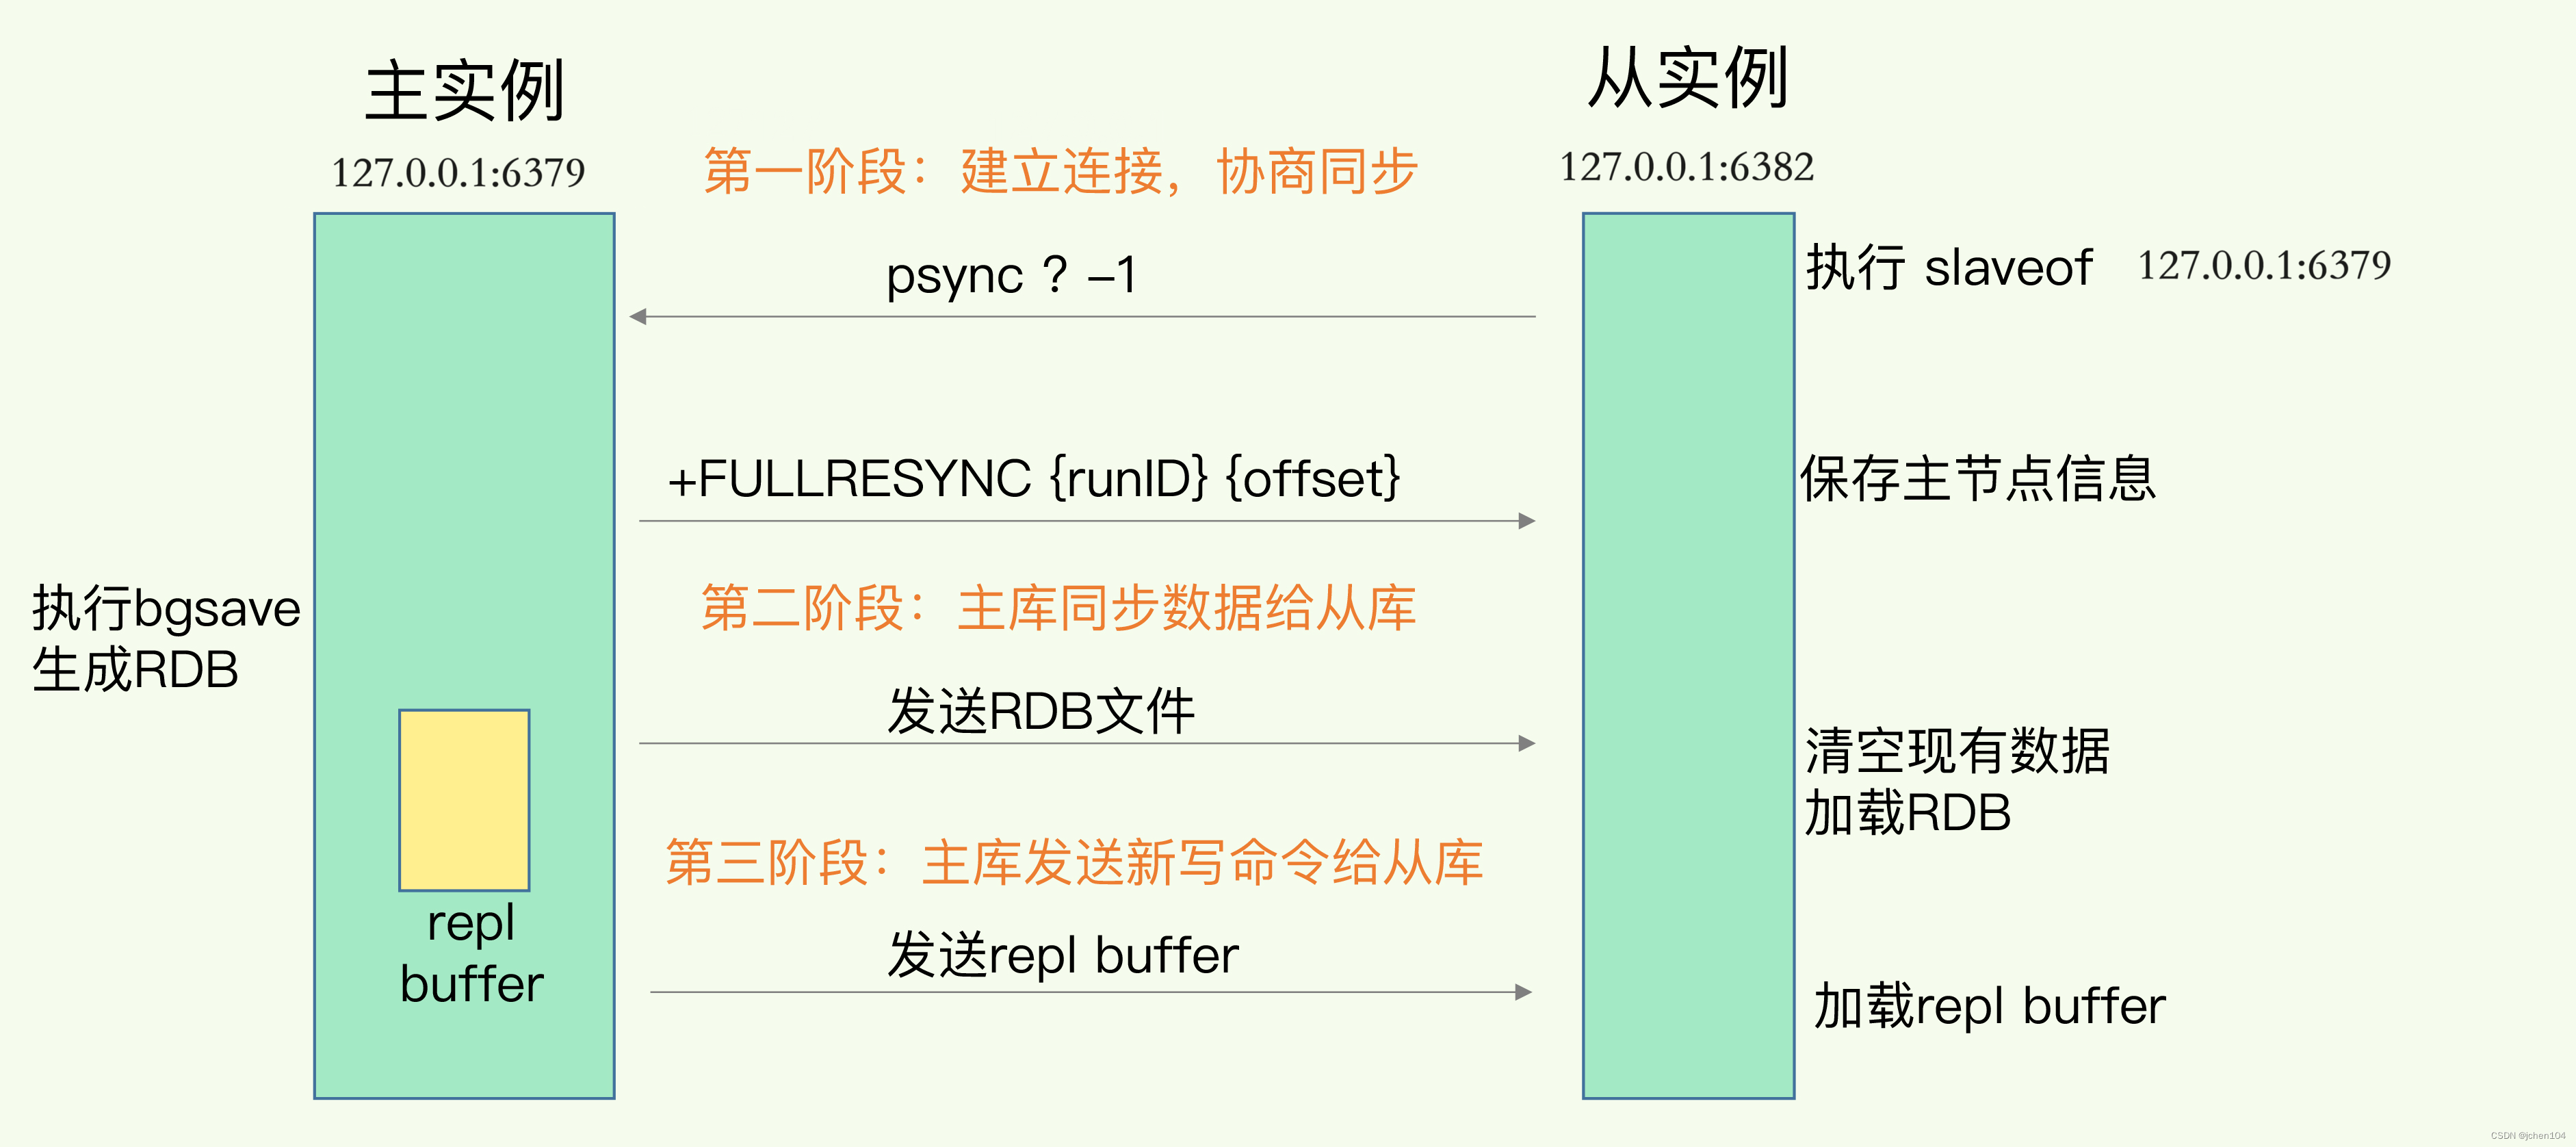 主实例
从实例
127.0.0.1:6379
第一阶段：建立连接，协商同步
127.0.0.1:6382
psync ? -1
执行 slaveof 127.0.0.1:6379
+FULLRESYNC {runID} {offset}
保存主节点信息
执行bgsave
生成RDB
第二阶段：主库同步数据给从库
发送RDB文件
清空现有数据
加载RDB
第三阶段：主库发送新写命令给从库
repl
buffer
发送repl buffer
加载repl buffer
CSDN @jchen104